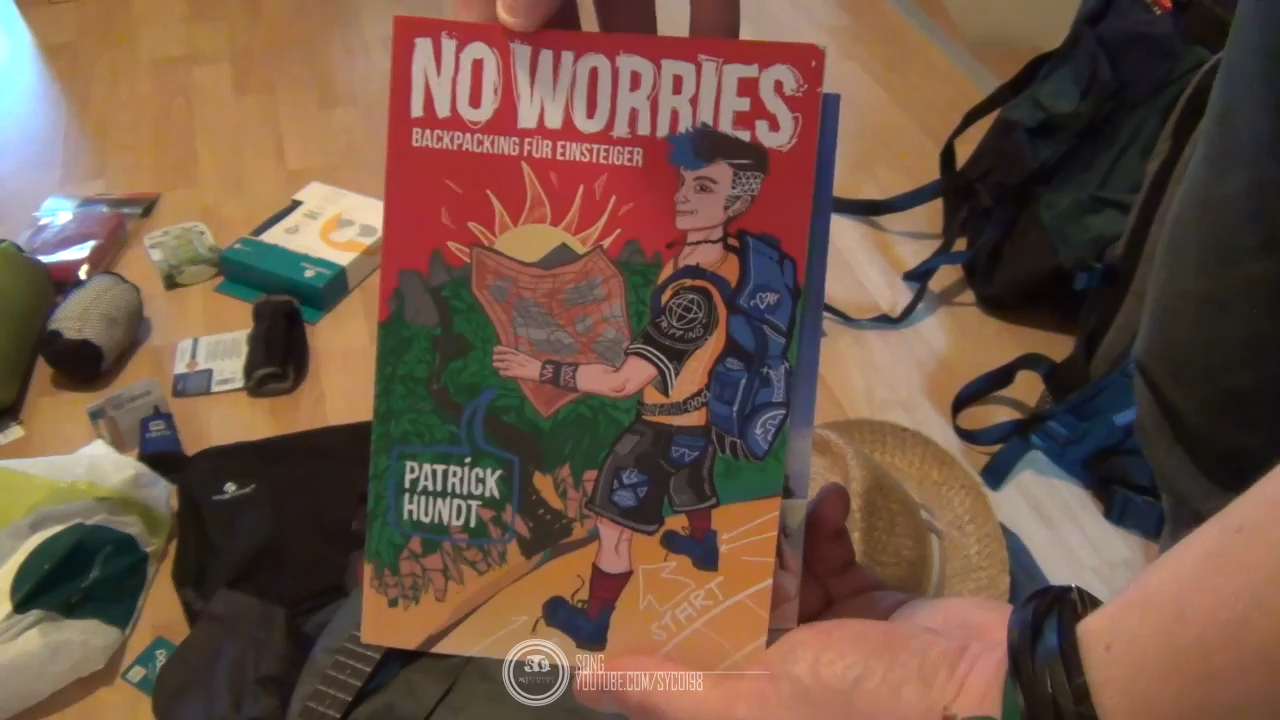 NO WORRIES
BACKPACKING FÜR EINSTEIGER
TRIPPING
PATRICK
HUNDT
START
SONG
YOUTUBE.COM/SYCO198